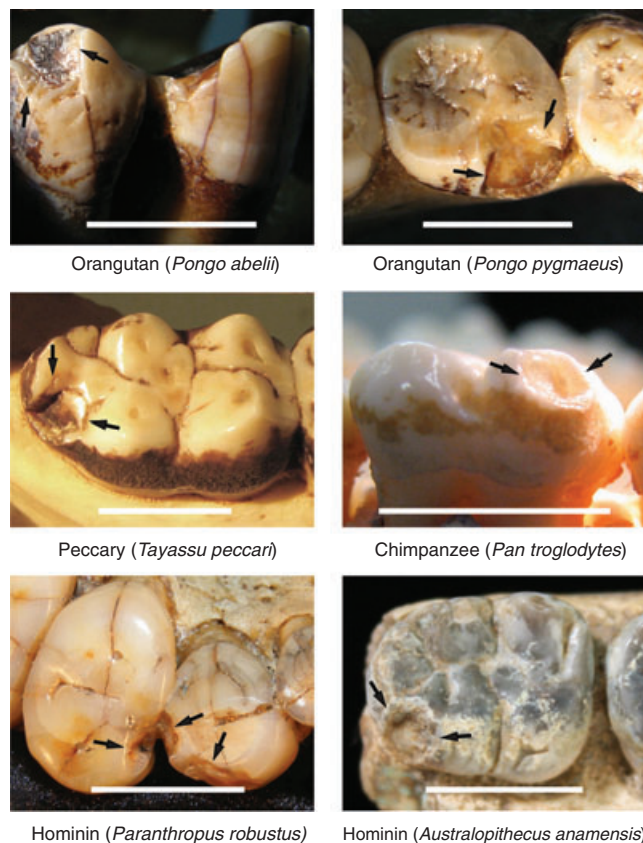 Orangutan (Pongo abelii)
Orangutan (Pongo pygmaeus)
Peccary (Tayassu peccari)
Chimpanzee (Pan troglodytes)
Hominin (Paranthropus robustus)
Hominin (Australopithecus anamensis)